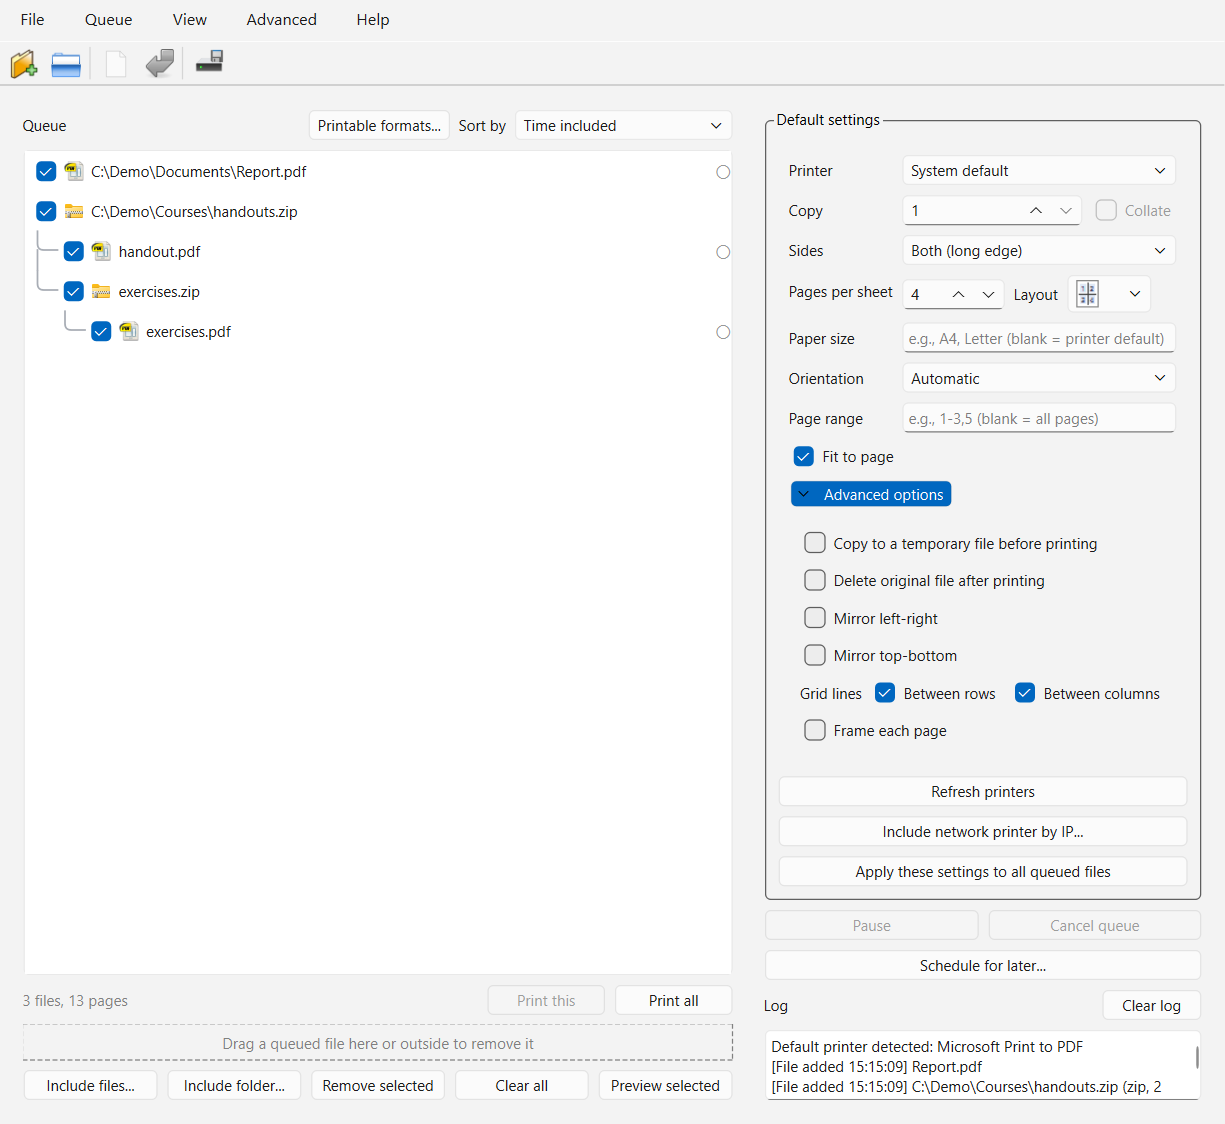 File Queue View Advanced Help
Queue Printable formats... Sort by Time included
C:\Demo\Documents\Report.pdf
C:\Demo\Courses\handouts.zip
handout.pdf
exercises.zip
exercises.pdf
3 files, 13 pages Print this Print all
Drag a queued file here or outside to remove it
Include files... Include folder... Remove selected Clear all Preview selected
Default settings
Printer System default
Copy 1 Collate
Sides Both (long edge)
Pages per sheet 4 Layout
Paper size e.g., A4, Letter (blank = printer default)
Orientation Automatic
Page range e.g., 1-3,5 (blank = all pages)
Fit to page
Advanced options
Copy to a temporary file before printing
Delete original file after printing
Mirror left-right
Mirror top-bottom
Grid lines Between rows Between columns
Frame each page
Refresh printers
Include network printer by IP...
Apply these settings to all queued files
Pause Cancel queue
Schedule for later...
Log Clear log
Default printer detected: Microsoft Print to PDF
[File added 15:15:09] Report.pdf
[File added 15:15:09] C:\Demo\Courses\handouts.zip (zip, 2